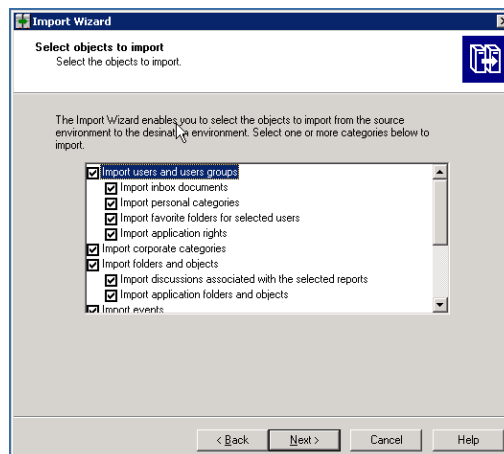 Import Wizard
Select objects to import
Select the objects to import.
The Import Wizard enables you to select the objects to import from the source
environment to the desination environment. Select one or more categories below to
import.
Import users and users groups
Import inbox documents
Import personal categories
Import favorite folders for selected users
Import application rights
Import corporate categories
Import folders and objects
Import discussions associated with the selected reports
Import application folders and objects
Import events
< Back
Next >
Cancel
Help